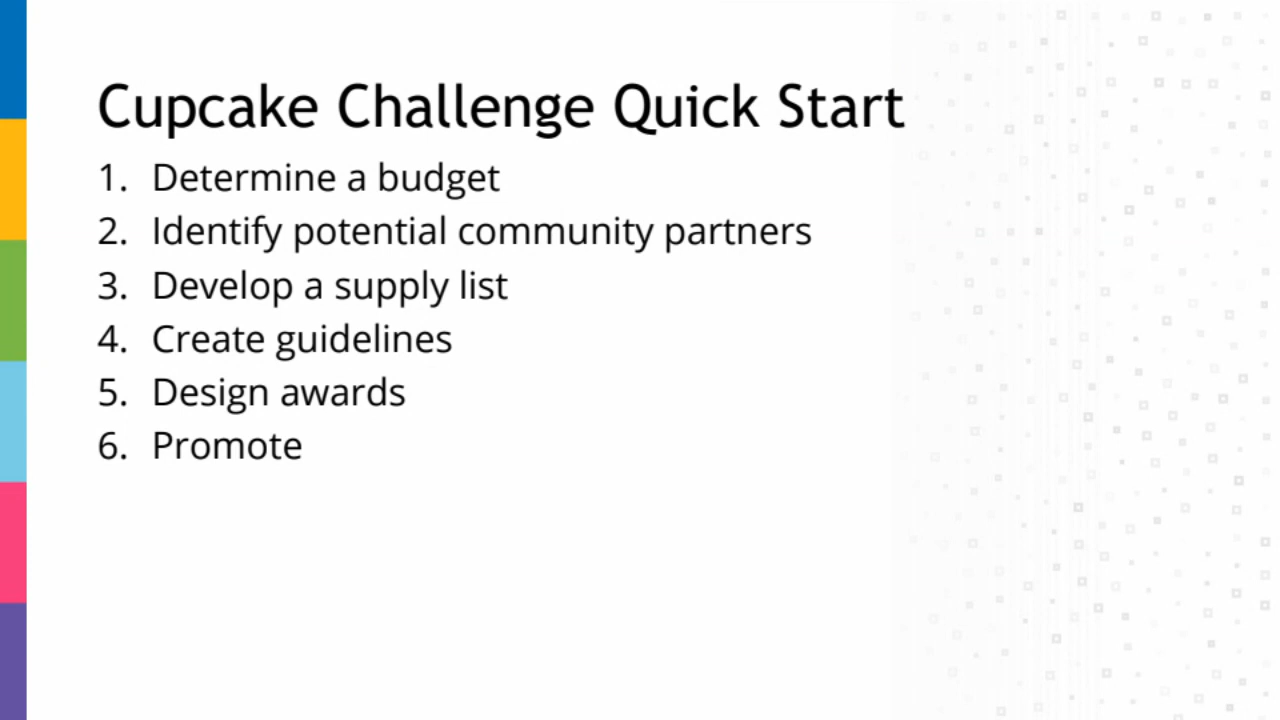 Cupcake Challenge Quick Start
1. Determine a budget
2. Identify potential community partners
3. Develop a supply list
4. Create guidelines
5. Design awards
6. Promote